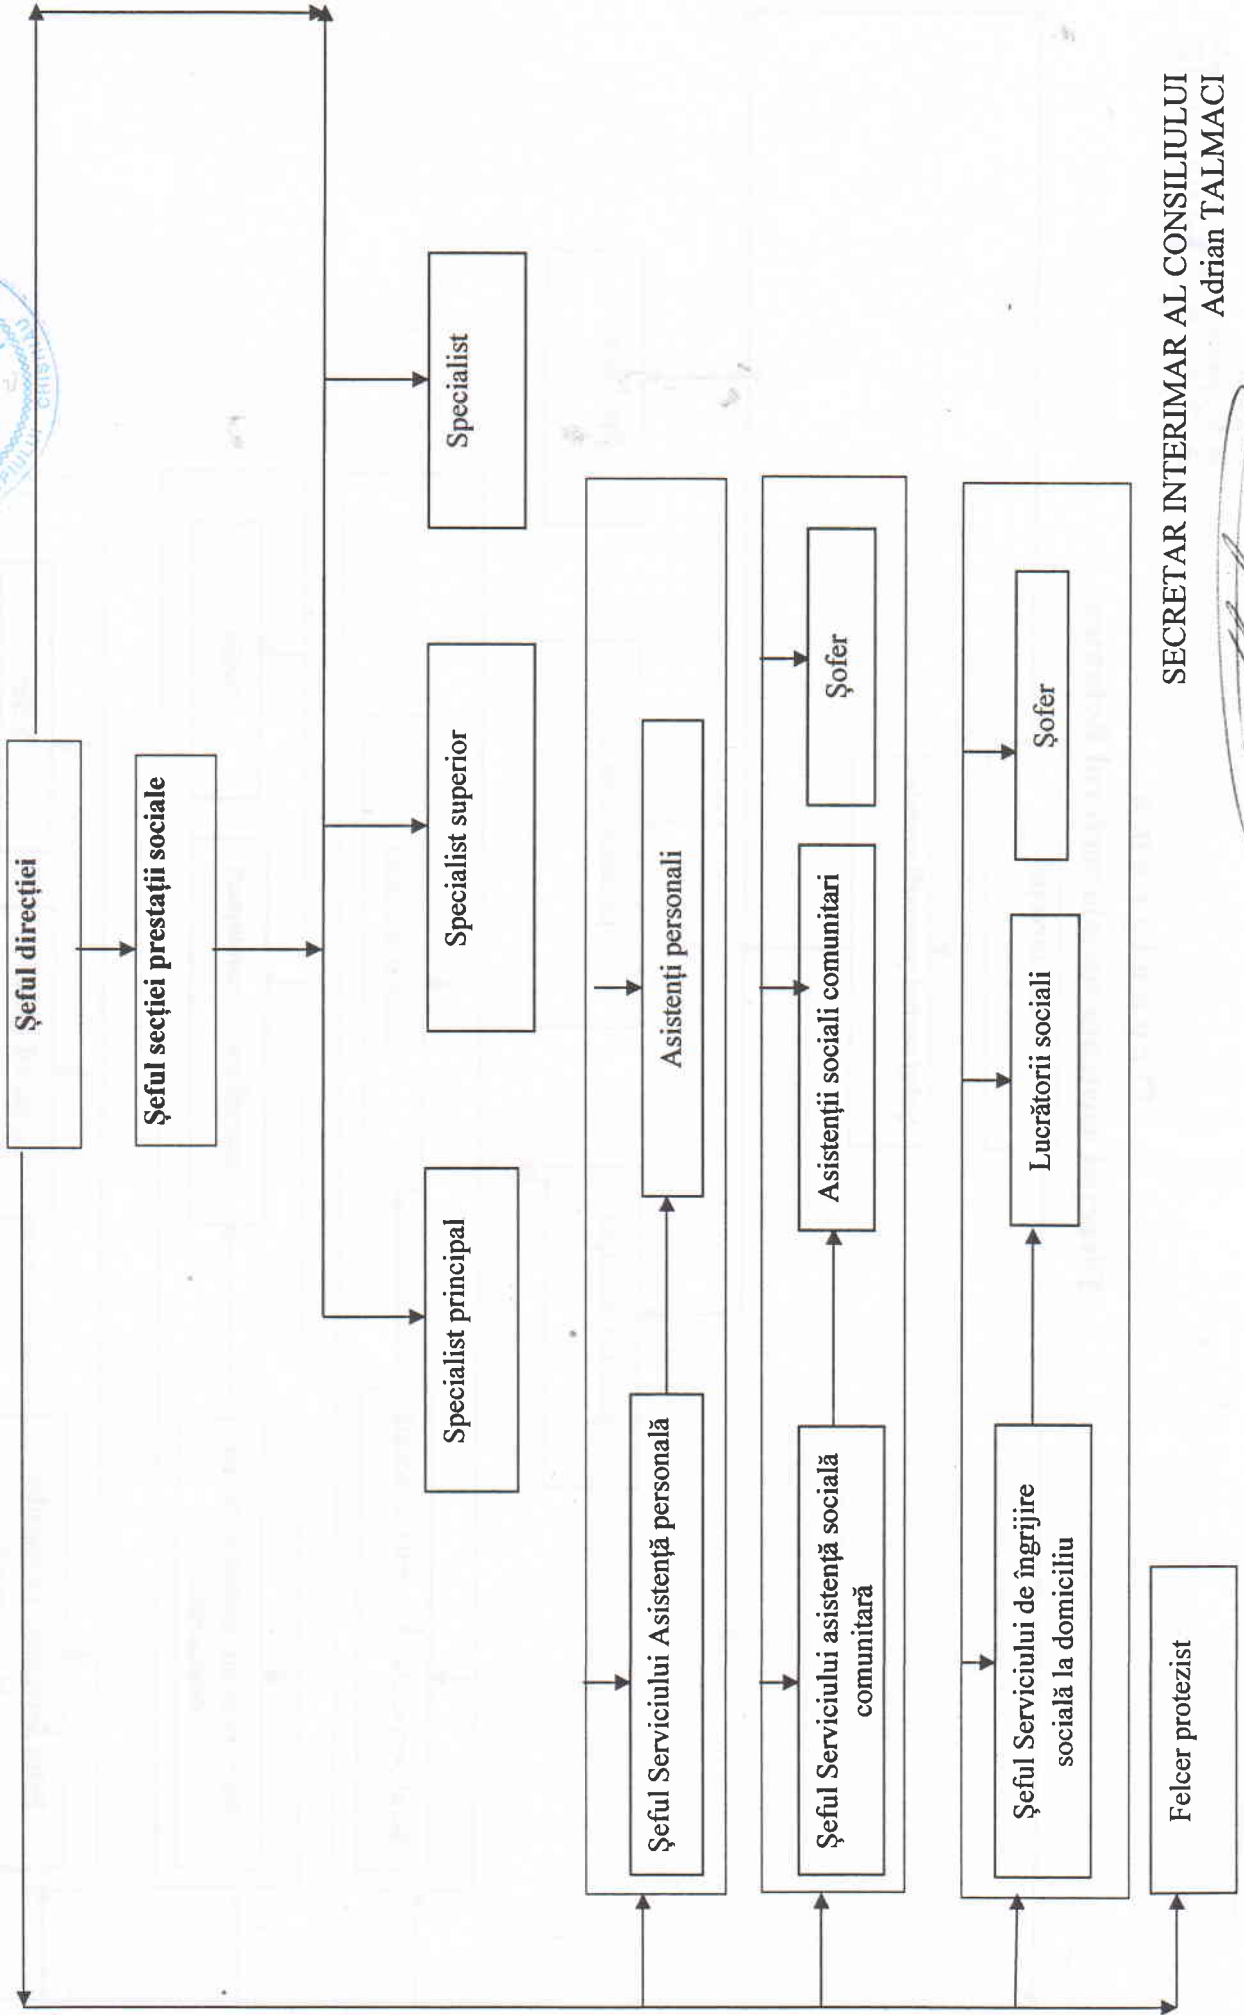 Şeful direcţiei
Şeful secţiei prestaţii sociale
Specialist principal
Specialist superior
Specialist
Şeful Serviciului Asistenţă personală
Asistenţi personali
Şeful Serviciului asistenţă socială
comunitară
Asistenţii sociali comunitari
Şofer
Şeful Serviciului de îngrijire
socială la domiciliu
Lucrătorii sociali
Şofer
Felcer protezist
SECRETAR INTERIMAR AL CONSILIULUI
Adrian TALMACI
CHIŞINĂU